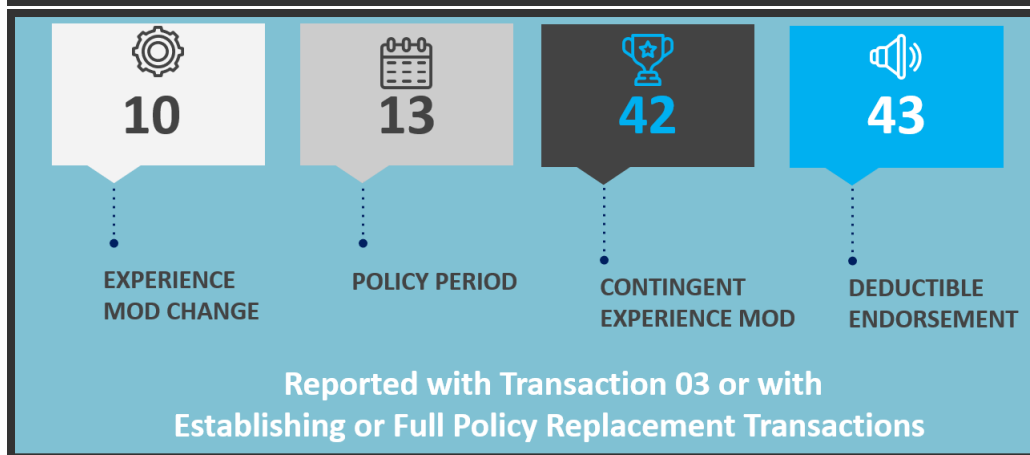 10
EXPERIENCE
MOD CHANGE
13
POLICY PERIOD
42
CONTINGENT
EXPERIENCE MOD
43
DEDUCTIBLE
ENDORSEMENT
Reported with Transaction 03 or with
Establishing or Full Policy Replacement Transactions